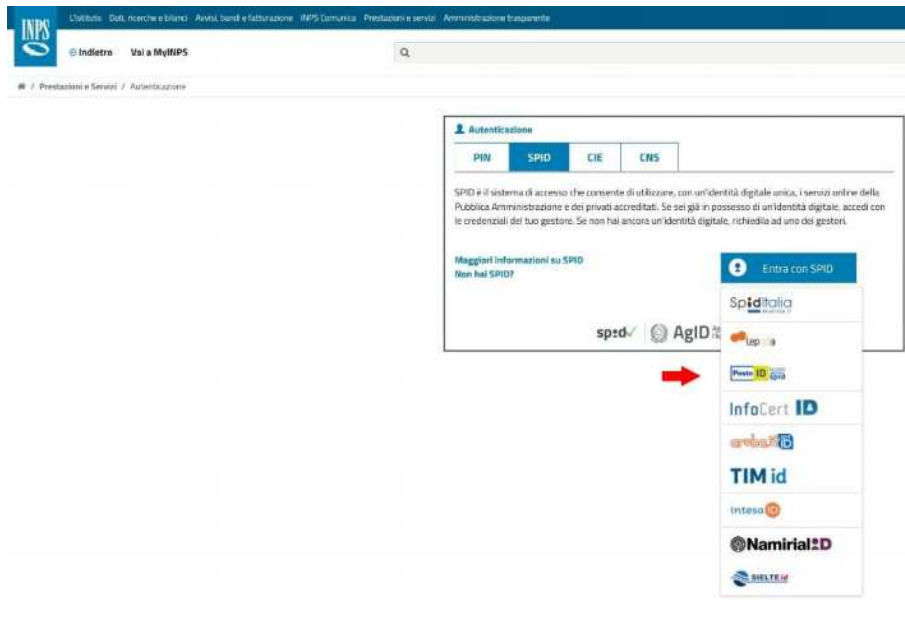 INPS
L'Istituto Dati, ricerche e bilanci Avvisi, bandi e fatturazione INPS Comunica Prestazioni e servizi Amministrazione trasparente
Indietro Vai a MyINPS
/ Prestazioni e Servizi / Autenticazione
Autenticazione
PIN SPID CIE CNS
SPID è il sistema di accesso che consente di utilizzare, con un'identità digitale unica, i servizi online della
Pubblica Amministrazione e dei privati accreditati. Se sei già in possesso di un'identità digitale, accedi con
le credenziali del tuo gestore. Se non hai ancora un'identità digitale, richiedila ad uno dei gestori.
Maggiori informazioni su SPID
Non hai SPID?
Entra con SPID
SpidItalia
sp:d AgID
lep
Poste ID
InfoCert ID
aruba.it ID
TIM id
intesa ID
Namirial ID
SIELTE id